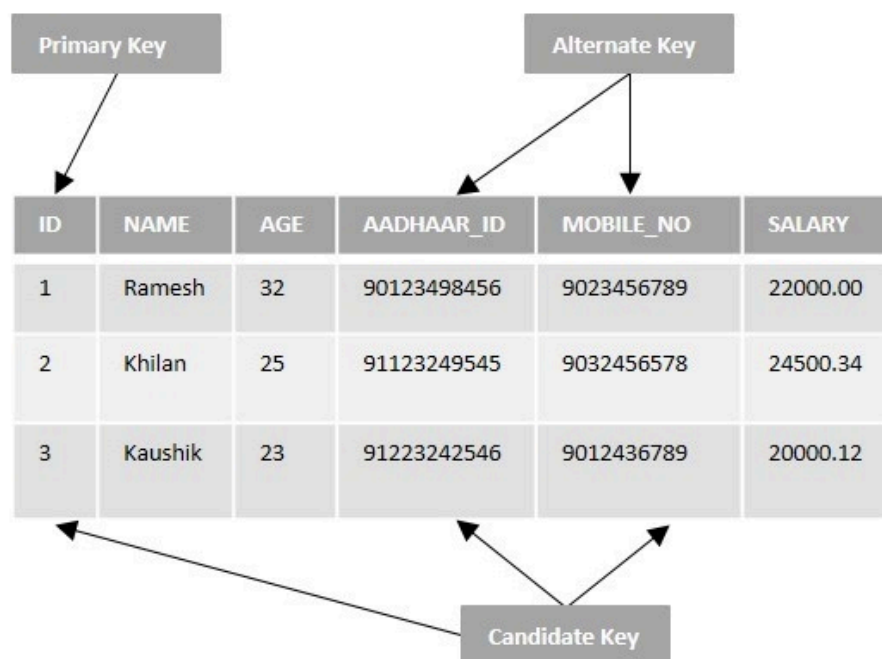 Primary Key Alternate Key
ID NAME AGE AADHAAR_ID MOBILE_NO SALARY
1 Ramesh 32 90123498456 9023456789 22000.00
2 Khilan 25 91123249545 9032456578 24500.34
3 Kaushik 23 91223242546 9012436789 20000.12
Candidate Key